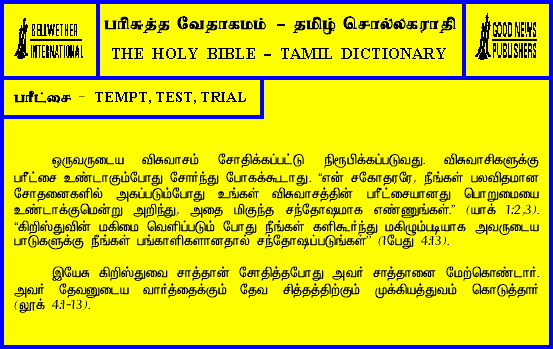 BELLWETHER
INTERNATIONAL
பரிசுத்த வேதாகமம் – தமிழ் சொல்லகராதி
THE HOLY BIBLE – TAMIL DICTIONARY
GOOD NEWS
PUBLISHERS
பரீட்சை – TEMPT, TEST, TRIAL
ஒருவருடைய விசுவாசம் சோதிக்கப்பட்டு நிரூபிக்கப்படுவது. விசுவாசிகளுக்கு
பரீட்சை உண்டாகும்போது சோர்ந்து போகக்கூடாது. “என் சகோதரரே, நீங்கள் பலவிதமான
சோதனைகளில் அகப்படும்போது உங்கள் விசுவாசத்தின் பரீட்சையானது பொறுமையை
உண்டாக்குமென்று அறிந்து, அதை மிகுந்த சந்தோஷமாக எண்ணுங்கள்.” (யாக் 1:2,3).
“கிறிஸ்துவின் மகிமை வெளிப்படும் போது நீங்கள் களிகூர்ந்து மகிழும்படியாக அவருடைய
பாடுகளுக்கு நீங்கள் பங்காளிகளானதால் சந்தோஷப்படுங்கள்” (1பேது 4:13).
இயேசு கிறிஸ்துவை சாத்தான் சோதித்தபோது அவர் சாத்தானை மேற்கொண்டார்.
அவர் தேவனுடைய வார்த்தைக்கும் தேவ சித்தத்திற்கும் முக்கியத்துவம் கொடுத்தார்
(லூக் 4:1-13).